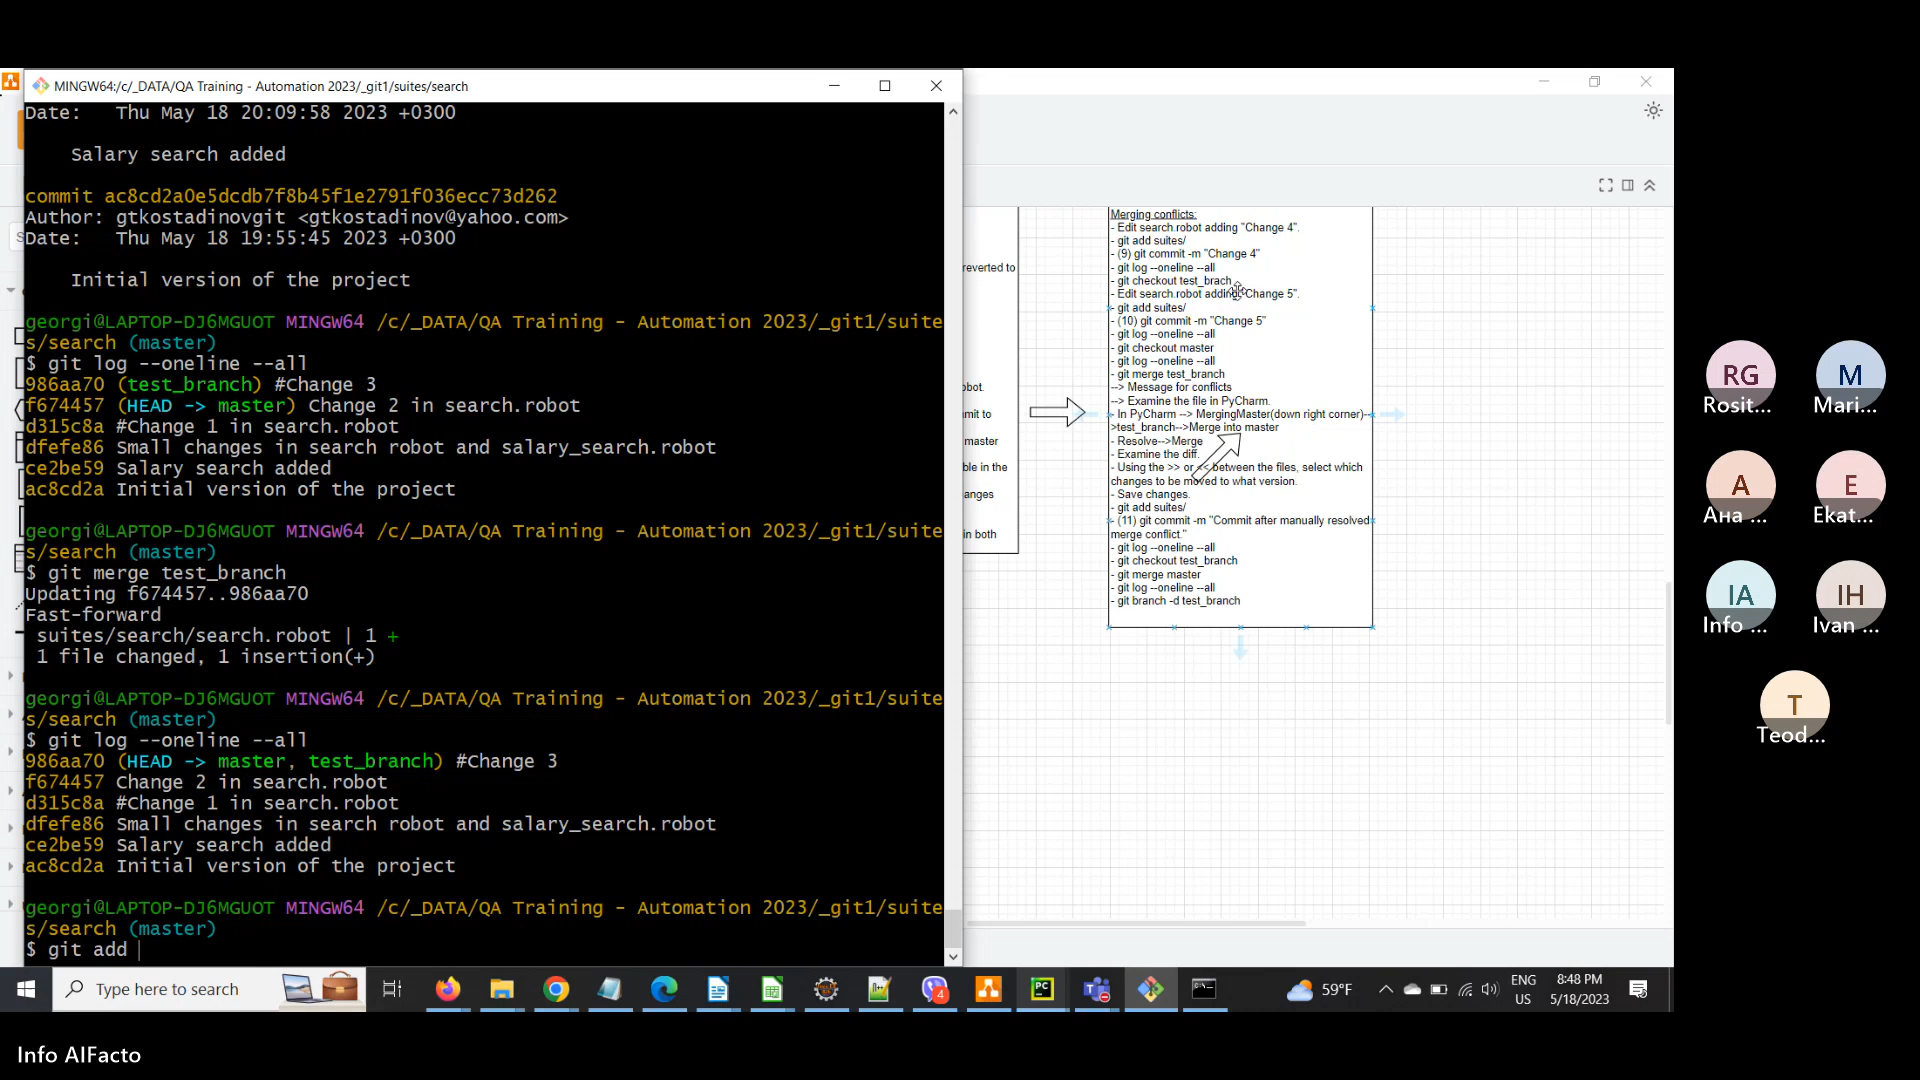 MINGW64:/c/_DATA/QA Training - Automation 2023/_git1/suites/search
Date:   Thu May 18 20:09:58 2023 +0300
Salary search added
commit ac8cd2a0e5dcdb7f8b45f1e2791f036ecc73d262
Author: gtkostadinovgit <gtkostadinov@yahoo.com>
Date:   Thu May 18 19:55:45 2023 +0300
Initial version of the project
georgi@LAPTOP-DJ6MGUOT MINGW64 /c/_DATA/QA Training - Automation 2023/_git1/suite
s/search (master)
$ git log --oneline --all
986aa70 (test_branch) #Change 3
f674457 (HEAD -> master) Change 2 in search.robot
d315c8a #Change 1 in search.robot
dfefe86 Small changes in search robot and salary_search.robot
ce2be59 Salary search added
ac8cd2a Initial version of the project
georgi@LAPTOP-DJ6MGUOT MINGW64 /c/_DATA/QA Training - Automation 2023/_git1/suite
s/search (master)
$ git merge test_branch
Updating f674457..986aa70
Fast-forward
suites/search/search.robot | 1 +
1 file changed, 1 insertion(+)
georgi@LAPTOP-DJ6MGUOT MINGW64 /c/_DATA/QA Training - Automation 2023/_git1/suite
s/search (master)
$ git log --oneline --all
986aa70 (HEAD -> master, test_branch) #Change 3
f674457 Change 2 in search.robot
d315c8a #Change 1 in search.robot
dfefe86 Small changes in search robot and salary_search.robot
ce2be59 Salary search added
ac8cd2a Initial version of the project
georgi@LAPTOP-DJ6MGUOT MINGW64 /c/_DATA/QA Training - Automation 2023/_git1/suite
s/search (master)
$ git add
reverted to
obot.
mit to
master
ble in the
anges
in both
Merging conflicts:
- Edit search.robot adding "Change 4".
- git add suites/
- (9) git commit -m "Change 4"
- git log --oneline --all
- git checkout test_brach
- Edit search.robot adding "Change 5".
- git add suites/
- (10) git commit -m "Change 5"
- git log --oneline --all
- git checkout master
- git log --oneline --all
- git merge test_branch
--> Message for conflicts
--> Examine the file in PyCharm.
- In PyCharm --> MergingMaster(down right corner)--
>test_branch-->Merge into master
- Resolve-->Merge
- Examine the diff.
- Using the >> or << between the files, select which
changes to be moved to what version.
- Save changes.
- git add suites/
- (11) git commit -m "Commit after manually resolved
merge conflict."
- git log --oneline --all
- git checkout test_branch
- git merge master
- git log --oneline --all
- git branch -d test_branch
RG
Rosit...
M
Mari...
A
Ана ...
E
Ekat...
IA
Info ...
IH
Ivan ...
T
Teod...
Type here to search
PC
4
59°F
ENG
US
8:48 PM
5/18/2023
Info AIFacto